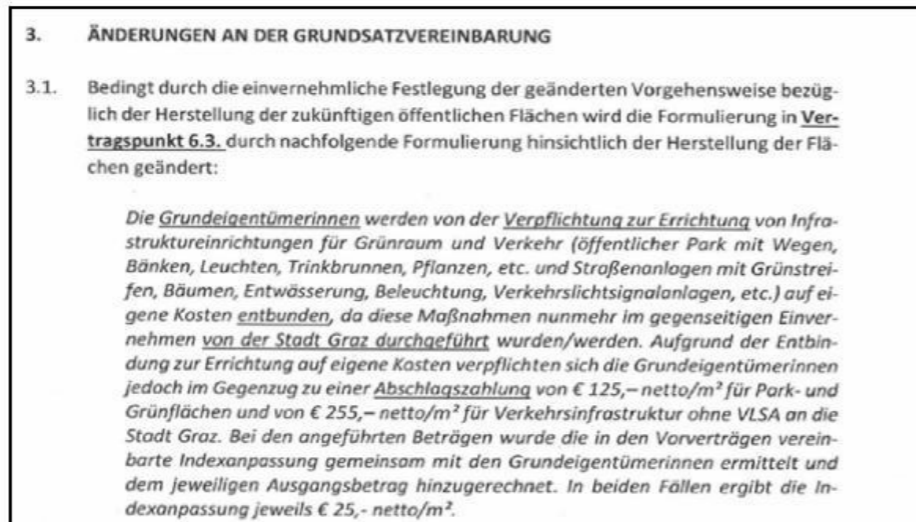 3. ÄNDERUNGEN AN DER GRUNDSATZVEREINBARUNG
3.1. Bedingt durch die einvernehmliche Festlegung der geänderten Vorgehensweise bezüg-
lich der Herstellung der zukünftigen öffentlichen Flächen wird die Formulierung in Ver-
tragspunkt 6.3. durch nachfolgende Formulierung hinsichtlich der Herstellung der Flä-
chen geändert:
Die Grundeigentümerinnen werden von der Verpflichtung zur Errichtung von Infra-
struktureinrichtungen für Grünraum und Verkehr (öffentlicher Park mit Wegen,
Bänken, Leuchten, Trinkbrunnen, Pflanzen, etc. und Straßenanlagen mit Grünstrei-
fen, Bäumen, Entwässerung, Beleuchtung, Verkehrslichtsignalanlagen, etc.) auf ei-
gene Kosten entbunden, da diese Maßnahmen nunmehr im gegenseitigen Einver-
nehmen von der Stadt Graz durchgeführt wurden/werden. Aufgrund der Entbin-
dung zur Errichtung auf eigene Kosten verpflichten sich die Grundeigentümerinnen
jedoch im Gegenzug zu einer Abschlagszahlung von € 125,– netto/m² für Park- und
Grünflächen und von € 255,– netto/m² für Verkehrsinfrastruktur ohne VLSA an die
Stadt Graz. Bei den angeführten Beträgen wurde die in den Vorverträgen verein-
barte Indexanpassung gemeinsam mit den Grundeigentümerinnen ermittelt und
dem jeweiligen Ausgangsbetrag hinzugerechnet. In beiden Fällen ergibt die In-
dexanpassung jeweils € 25,- netto/m².